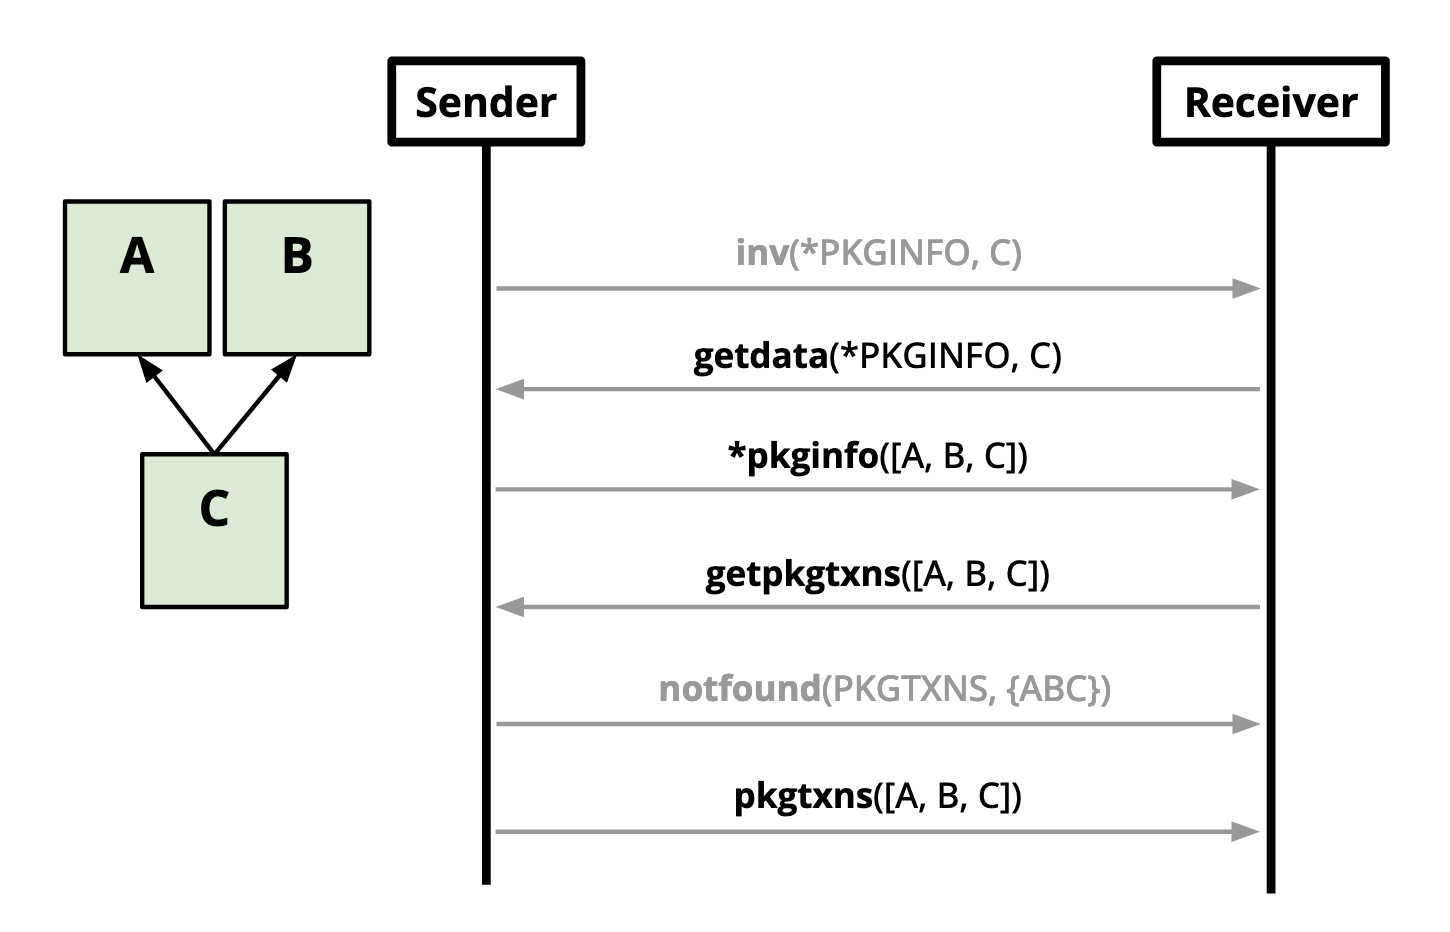 Sender
Receiver
A
B
C
inv(*PKGINFO, C)
getdata(*PKGINFO, C)
*pkginfo([A, B, C])
getpkgtxns([A, B, C])
notfound(PKGTXNS, {ABC})
pkgtxns([A, B, C])